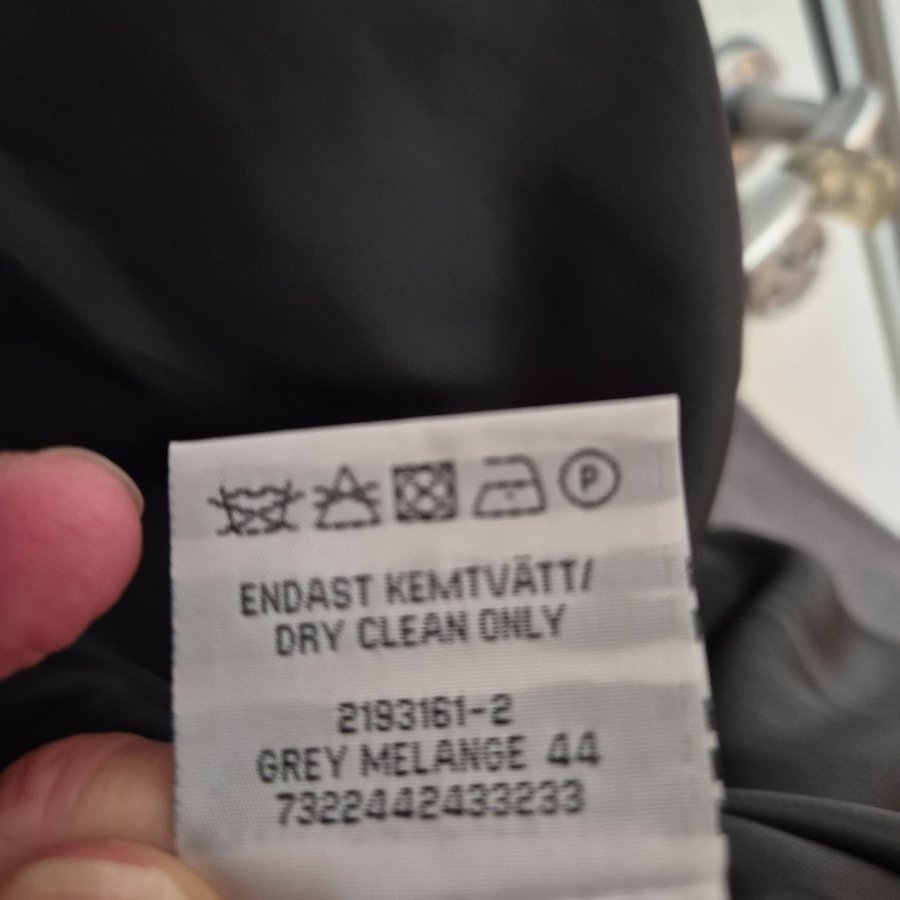 P
ENDAST KEMTVÄTT/
DRY CLEAN ONLY
2193161-2
GREY MELANGE 44
7322442433233